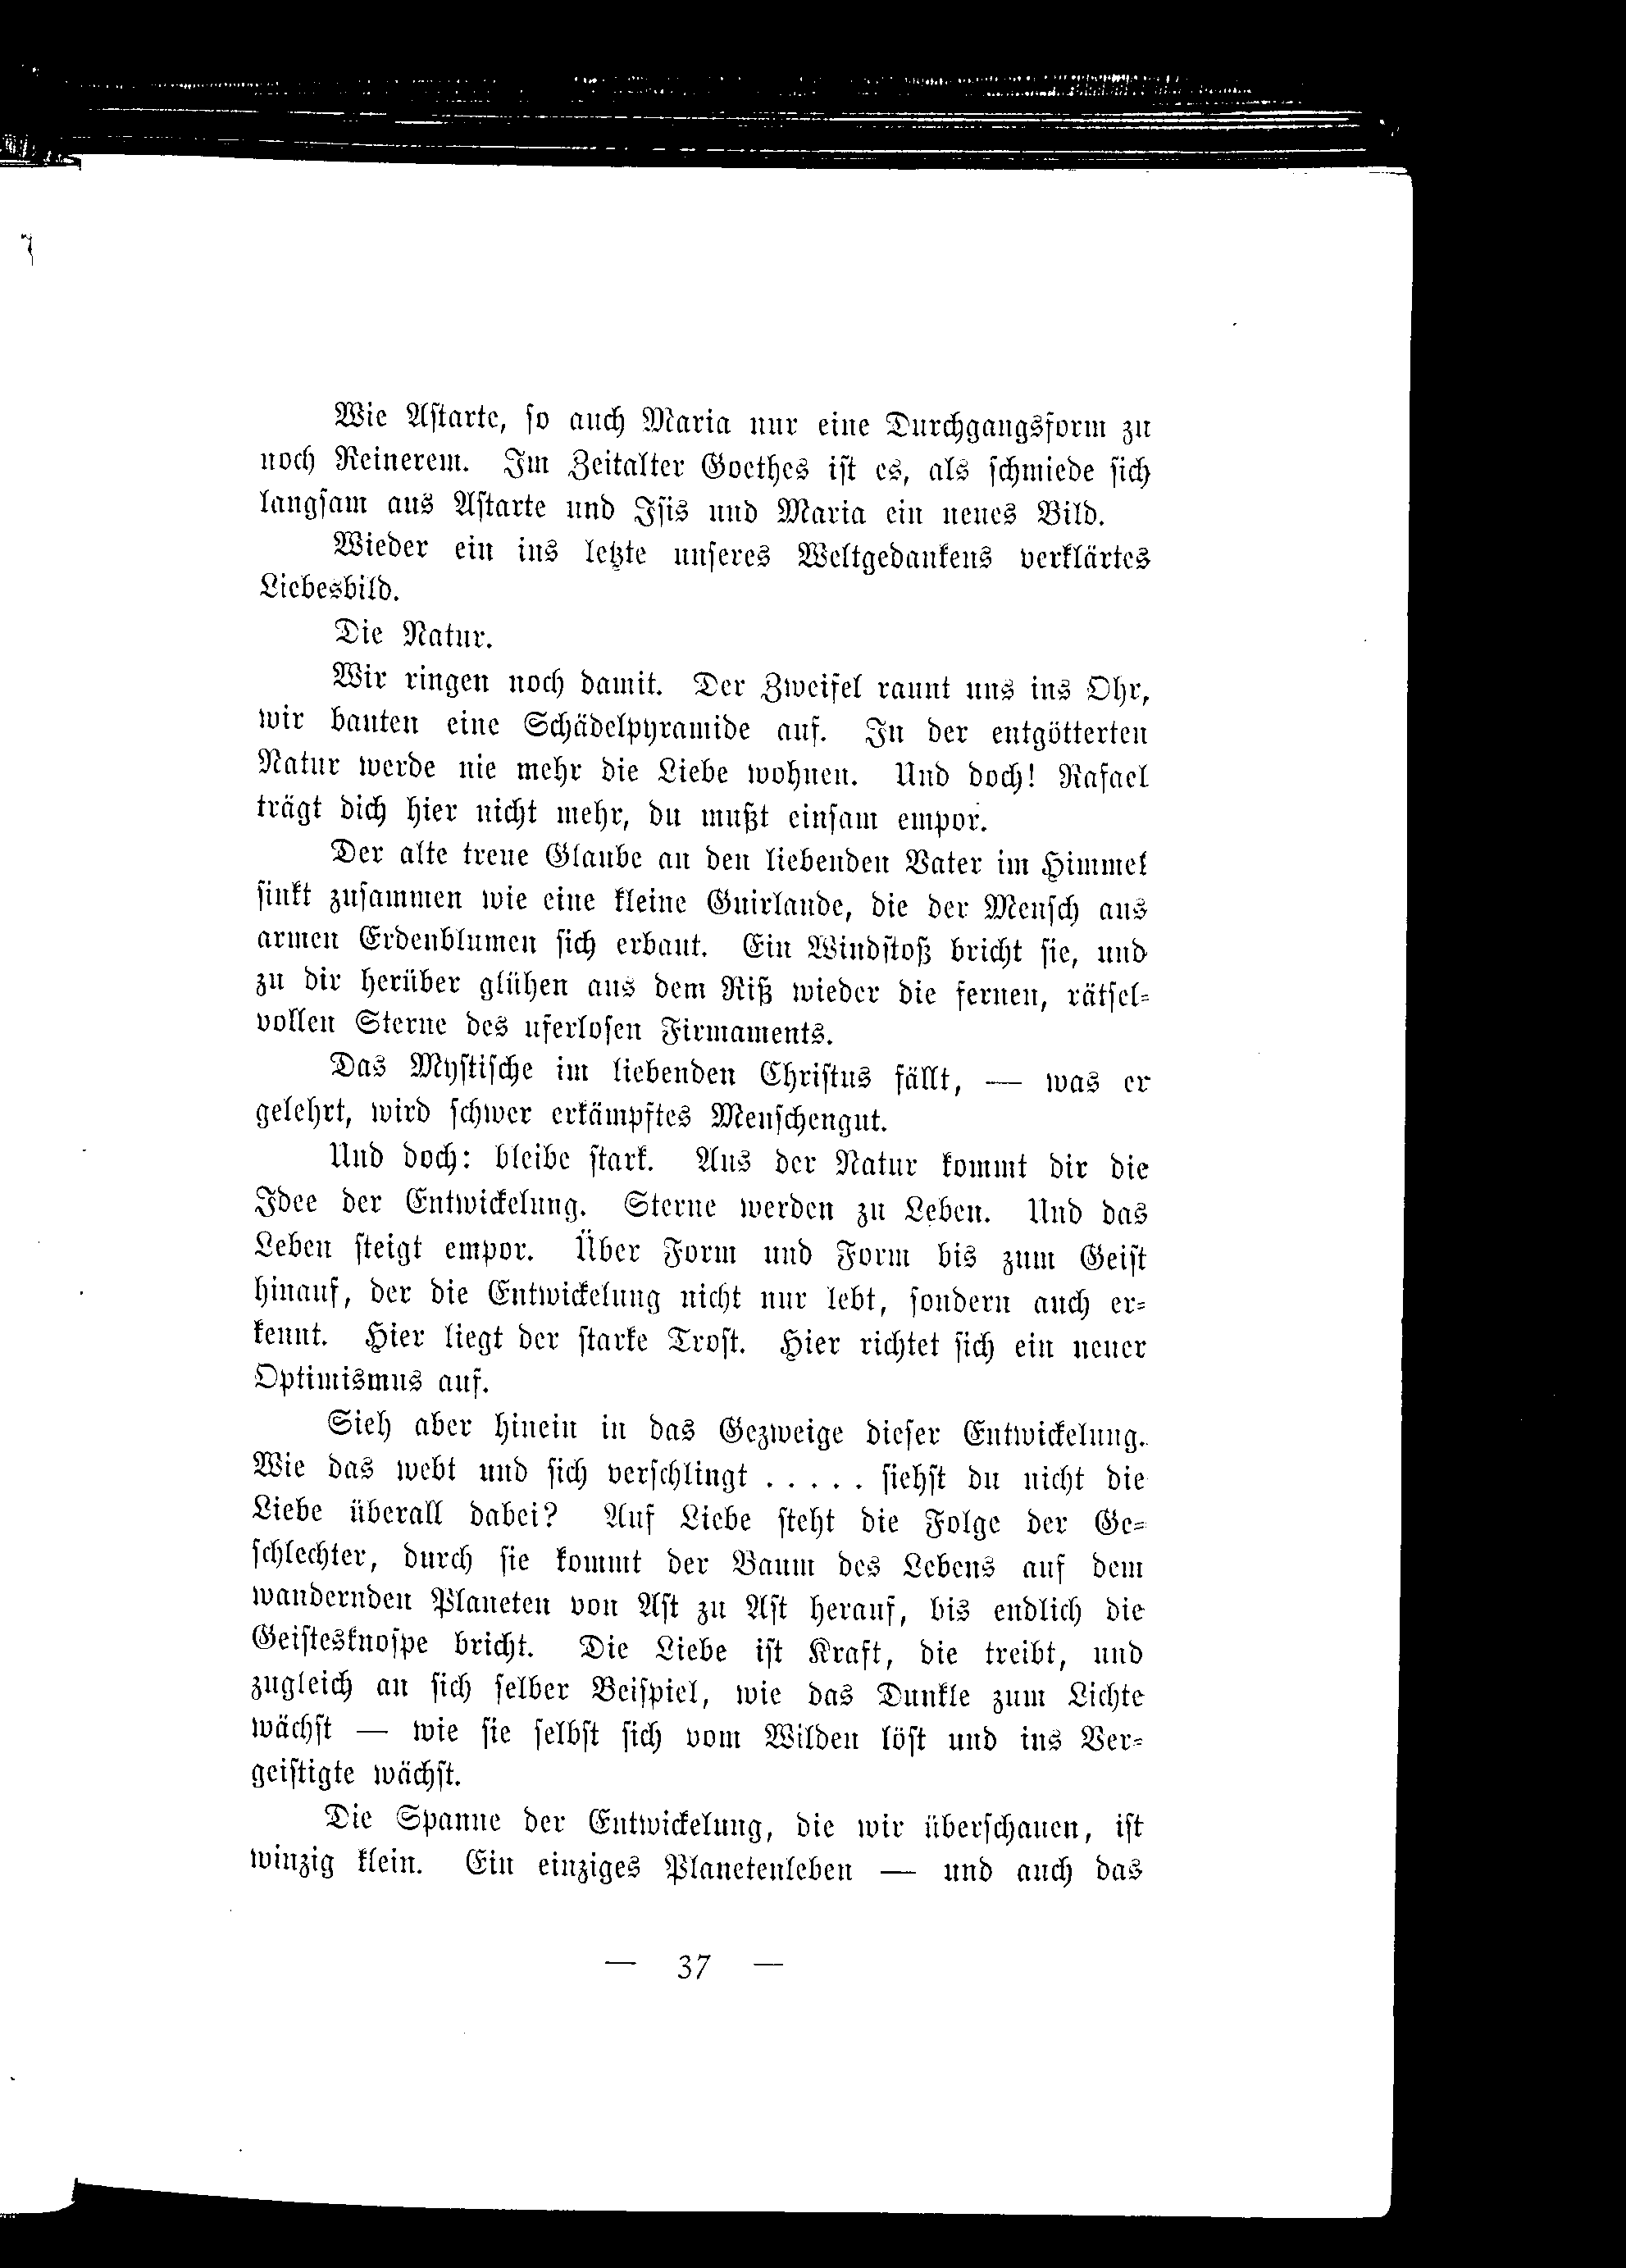 Wie Astarte, so auch Maria nur eine Durchgangsform zu
noch Reinerem. Im Zeitalter Goethes ist es, als schmiede sich
langsam aus Astarte und Isis und Maria ein neues Bild.
Wieder ein ins letzte unseres Weltgedankens verklärtes
Liebesbild.
Die Natur.
Wir ringen noch damit. Der Zweifel raunt uns ins Ohr,
wir bauten eine Schädelpyramide auf. In der entgötterten
Natur werde nie mehr die Liebe wohnen. Und doch! Rafael
trägt dich hier nicht mehr, du mußt einsam empor.
Der alte treue Glaube an den liebenden Vater im Himmel
sinkt zusammen wie eine kleine Guirlande, die der Mensch aus
armen Erdenblumen sich erbaut. Ein Windstoß bricht sie, und
zu dir herüber glühen aus dem Riß wieder die fernen, rätsel-
vollen Sterne des uferlosen Firmaments.
Das Mystische im liebenden Christus fällt, — was er
gelehrt, wird schwer erkämpftes Menschengut.
Und doch: bleibe stark. Aus der Natur kommt dir die
Idee der Entwickelung. Sterne werden zu Leben. Und das
Leben steigt empor. Über Form und Form bis zum Geist
hinauf, der die Entwickelung nicht nur lebt, sondern auch er-
kennt. Hier liegt der starke Trost. Hier richtet sich ein neuer
Optimismus auf.
Sieh aber hinein in das Gezweige dieser Entwickelung.
Wie das webt und sich verschlingt . . . . . siehst du nicht die
Liebe überall dabei? Auf Liebe steht die Folge der Ge-
schlechter, durch sie kommt der Baum des Lebens auf dem
wandernden Planeten von Ast zu Ast herauf, bis endlich die
Geistesknospe bricht. Die Liebe ist Kraft, die treibt, und
zugleich an sich selber Beispiel, wie das Dunkle zum Lichte
wächst — wie sie selbst sich vom Wilden löst und ins Ver-
geistigte wächst.
Die Spanne der Entwickelung, die wir überschauen, ist
winzig klein. Ein einziges Planetenleben — und auch das
— 37 —